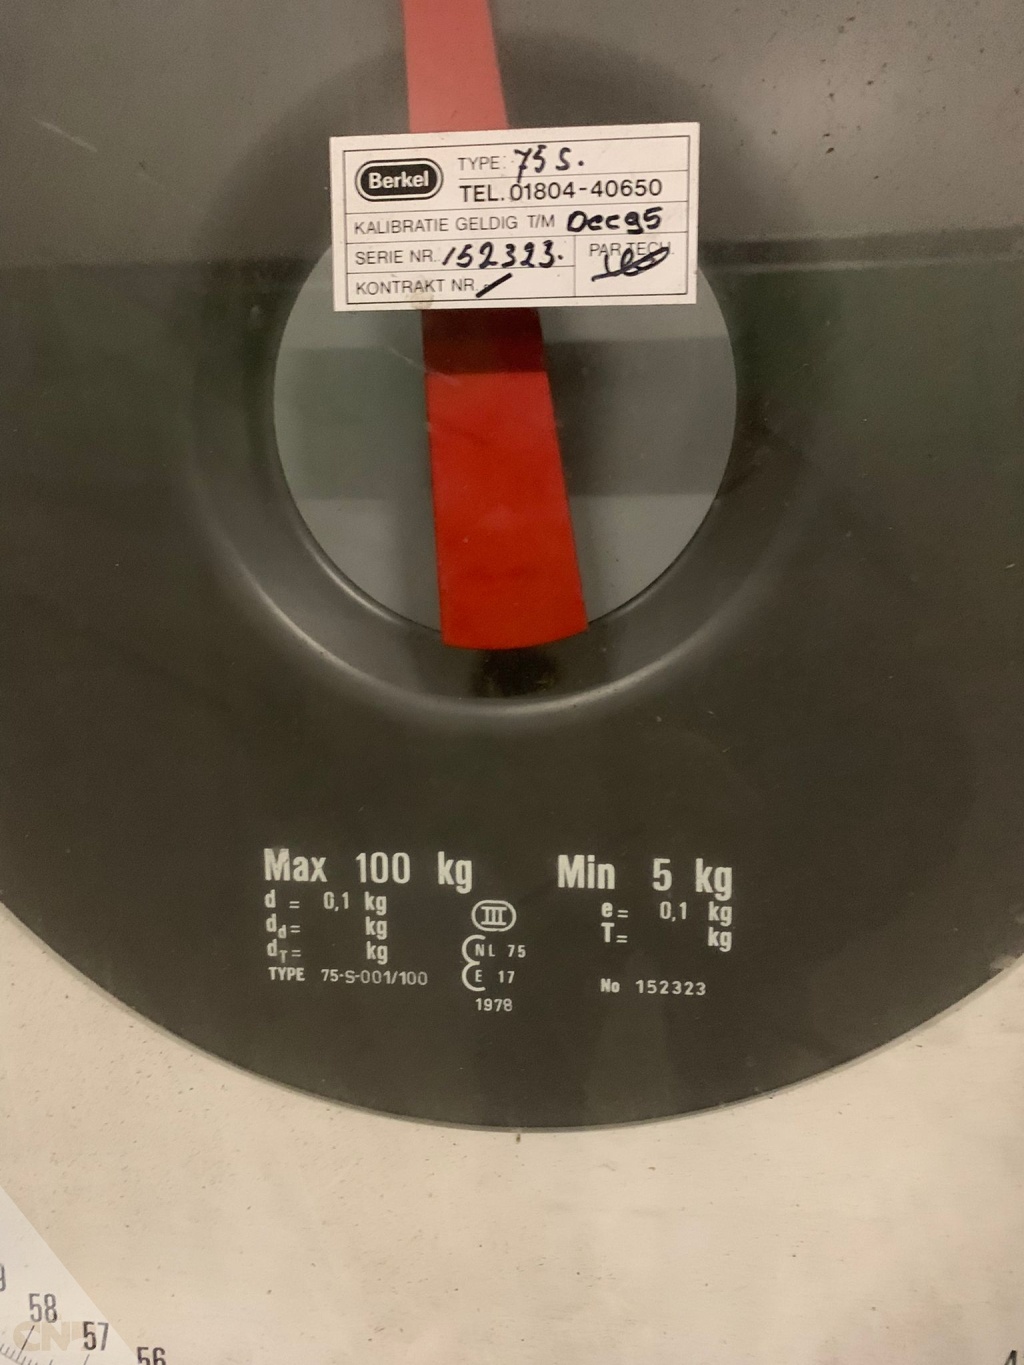 Berkel
TYPE: 75 S.
TEL. 01804-40650
KALIBRATIE GELDIG T/M Dec 95
SERIE NR. 152323.
PAR.TECH.
KONTRAKT NR.
Max 100 kg
d = 0,1 kg
dd= kg
dT= kg
TYPE 75-S-001/100
III
NL 75
E 17
1978
Min 5 kg
e= 0,1 kg
T= kg
No 152323
58
57
56